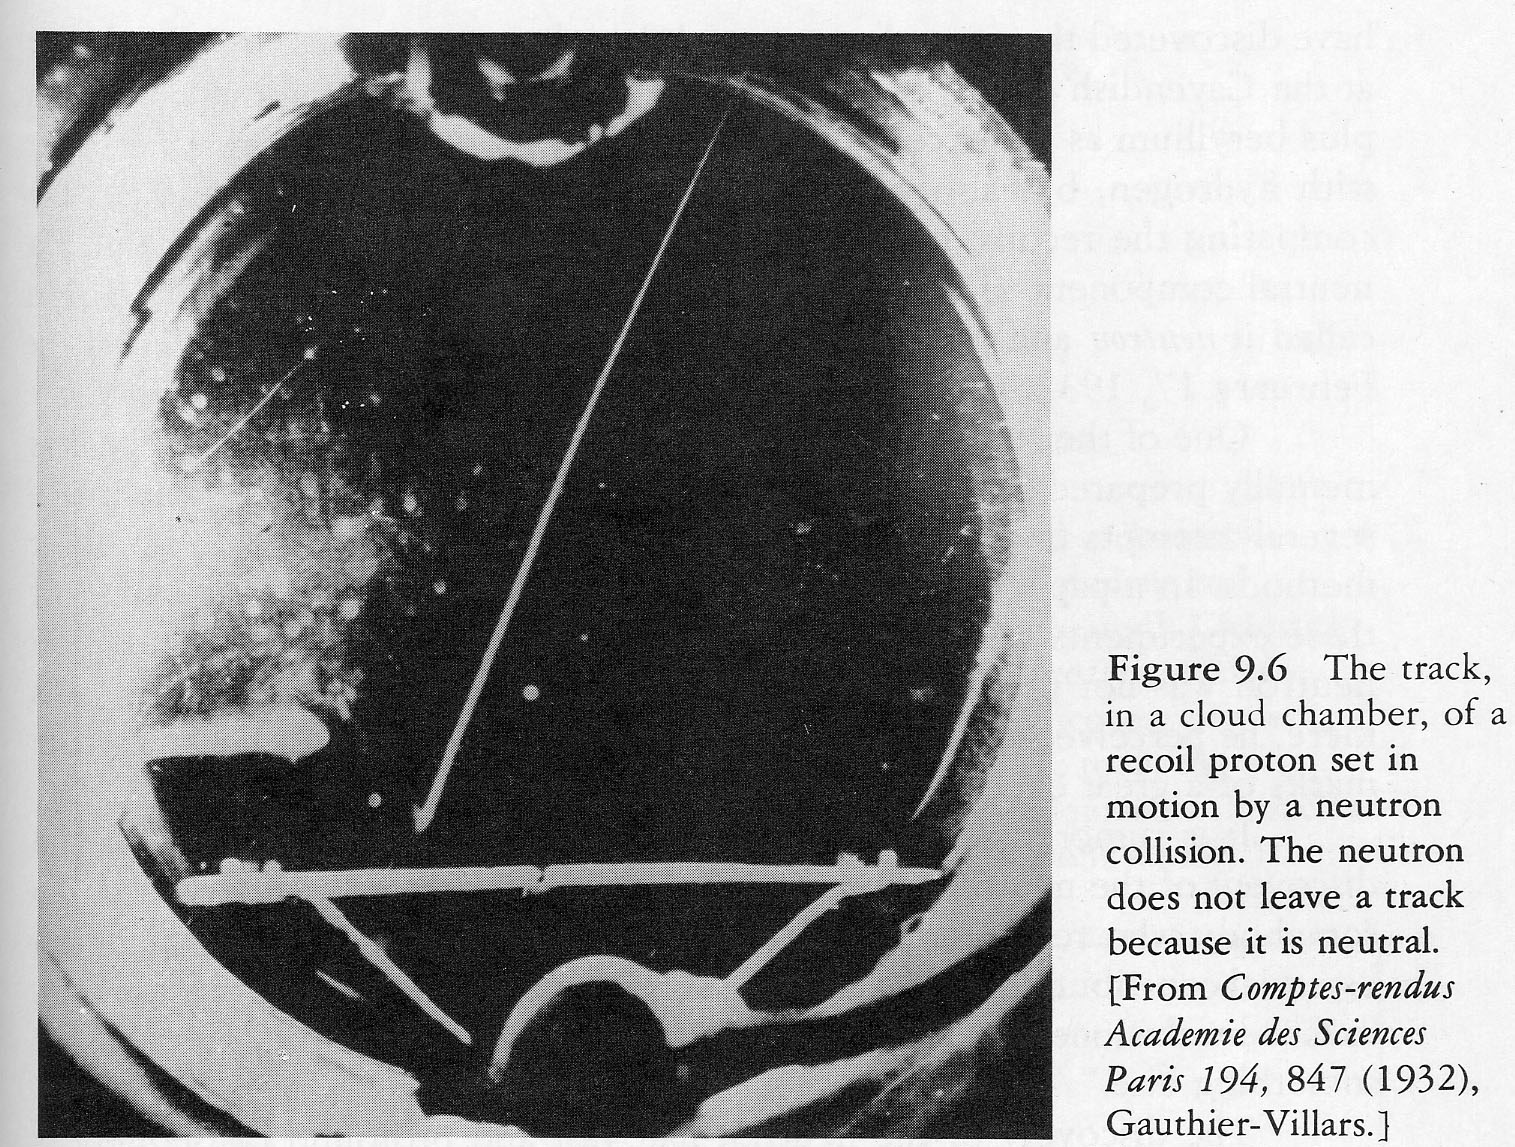 Figure 9.6 The track,
in a cloud chamber, of a
recoil proton set in
motion by a neutron
collision. The neutron
does not leave a track
because it is neutral.
[From Comptes-rendus
Academie des Sciences
Paris 194, 847 (1932),
Gauthier-Villars.]